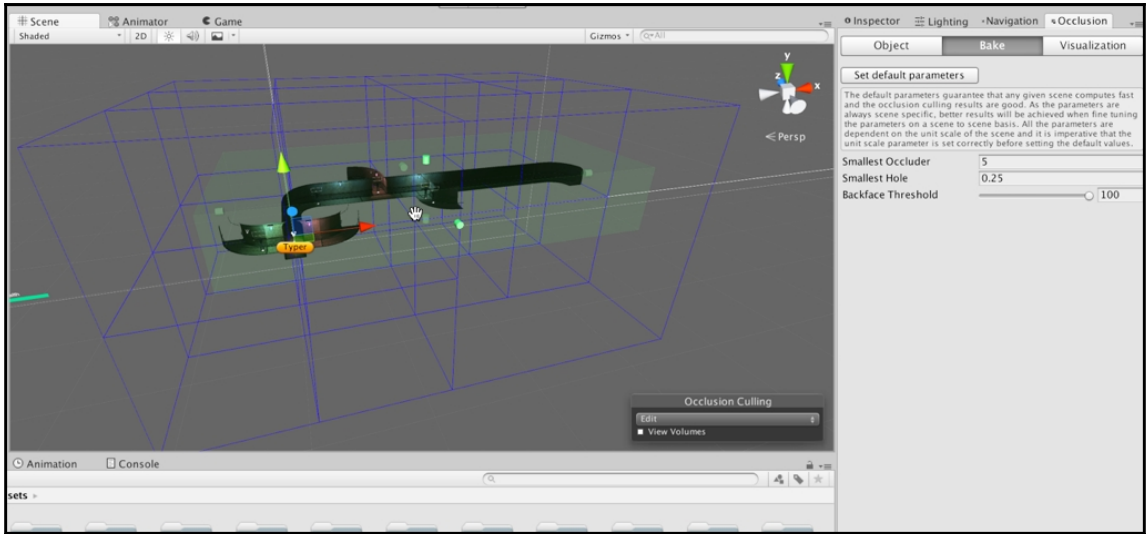 Scene Animator Game
Inspector Lighting Navigation Occlusion
Shaded 2D Gizmos All
Object Bake Visualization
Set default parameters
The default parameters guarantee that any given scene computes fast
and the occlusion culling results are good. As the parameters are
always scene specific, better results will be achieved when fine tuning
the parameters on a scene to scene basis. All the parameters are
dependent on the unit scale of the scene and it is imperative that the
unit scale parameter is set correctly before setting the default values.
Smallest Occluder 5
Smallest Hole 0.25
Backface Threshold 100
y
z
x
Persp
Typer
Occlusion Culling
Edit
View Volumes
Animation Console
sets